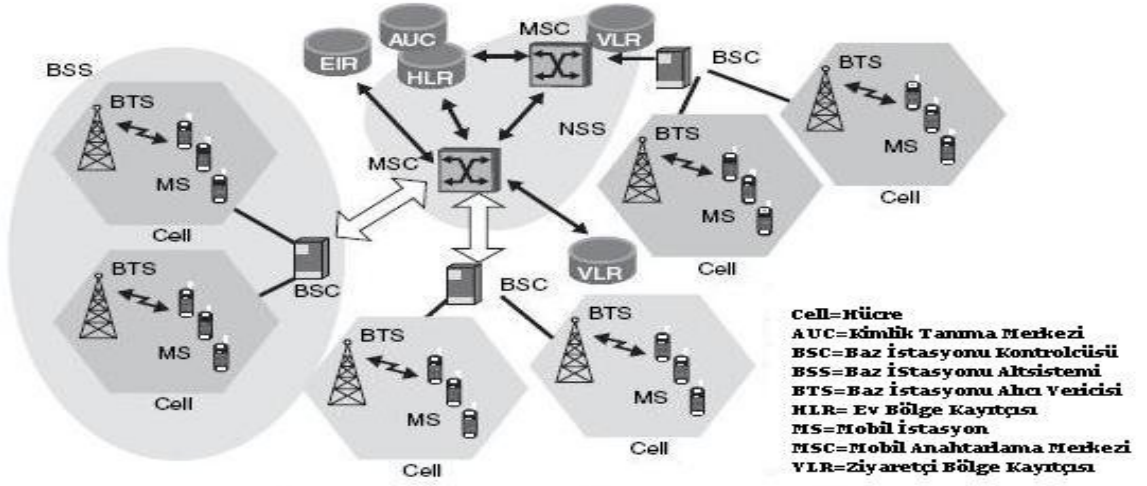 BSS
BTS
MS
Cell
BTS
MS
Cell
BSC
EIR
AUC
HLR
MSC
VLR
BSC
NSS
MSC
VLR
BSC
BTS
MS
Cell
BTS
MS
Cell
BTS
MS
Cell
BTS
MS
Cell
Cell=Hücre
AUC=Kimlik Tanıma Merkezi
BSC=Baz İstasyonu Kontrolcüsü
BSS=Baz İStasyonu Altsistemi
BTS=Baz İstasyonu Alıcı Vericisi
HLR= Ev Bölge Kayıtçısı
MS=Mobil İstasyon
MSC=Mobil Anahtarlama Merkezi
VLR=Ziyaretçi Bölge Kayıtçısı